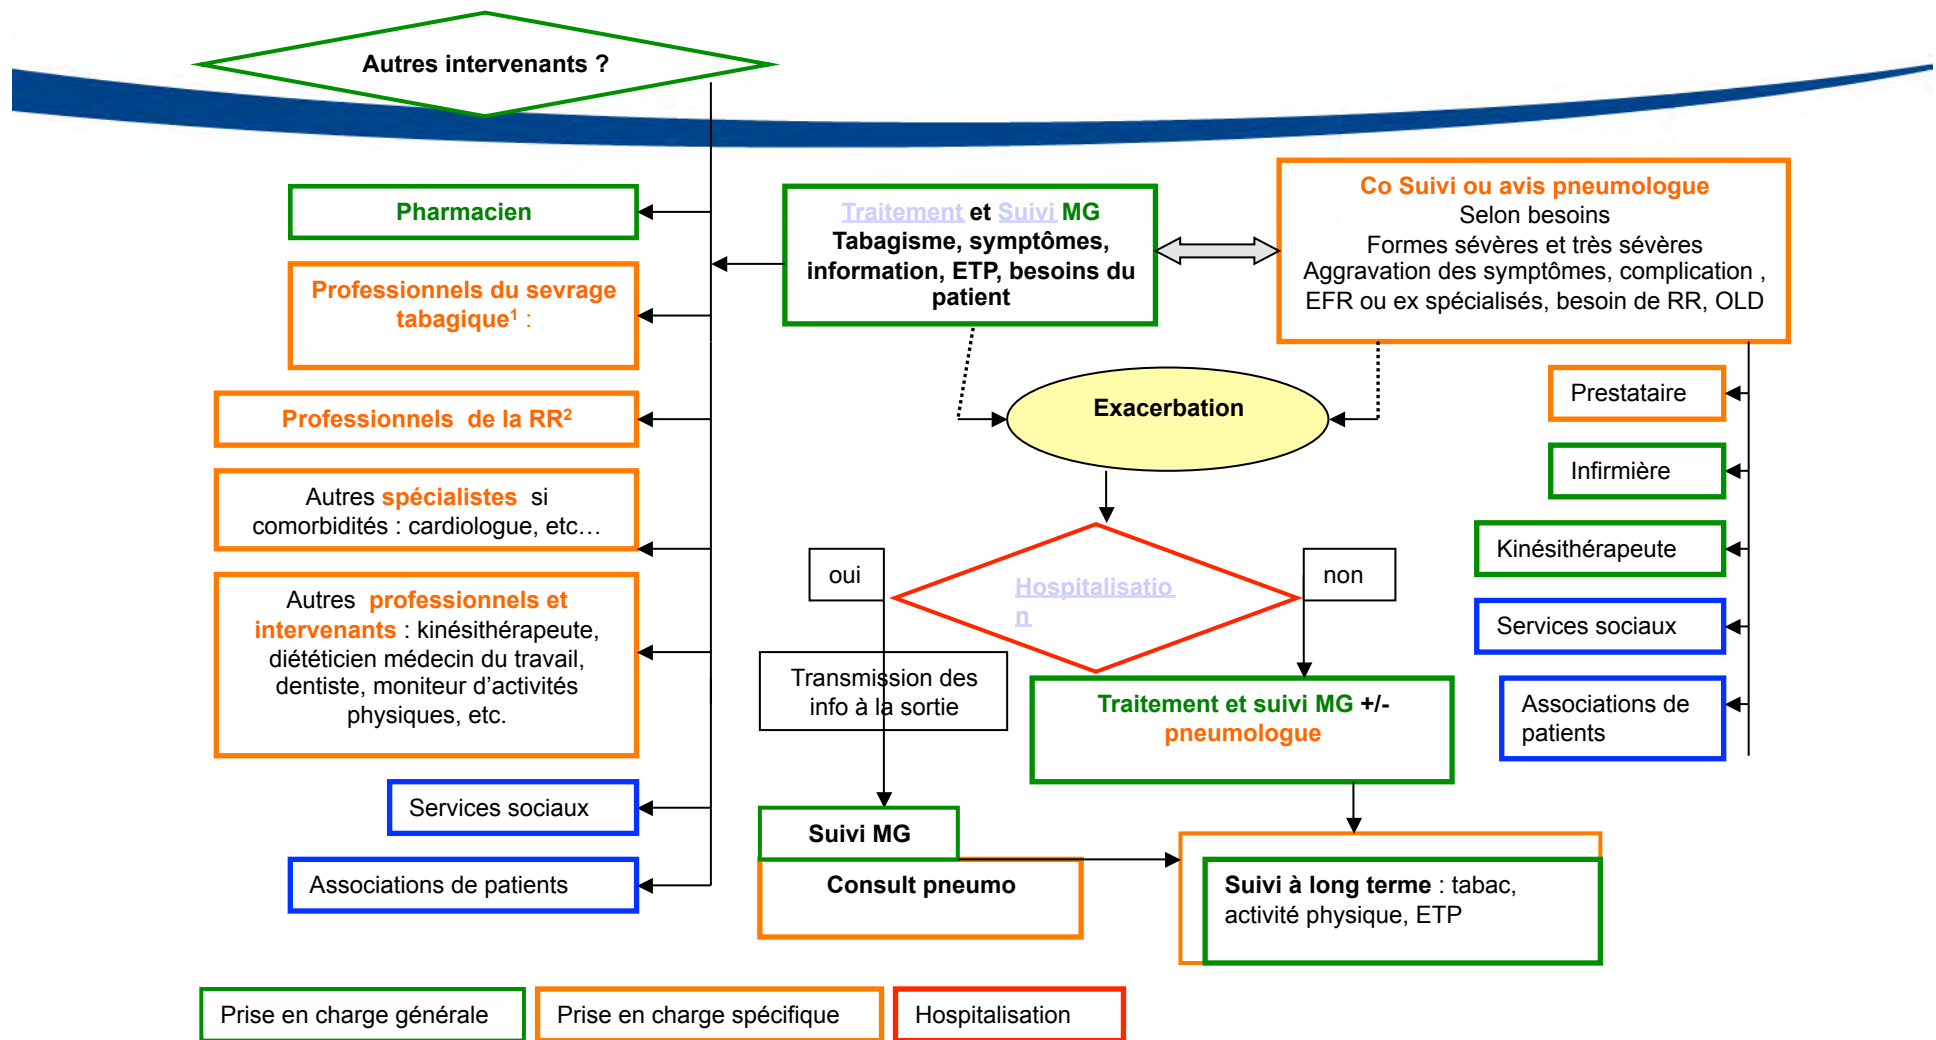 Autres intervenants ?
Pharmacien
Professionnels du sevrage
tabagique¹ :
Professionnels de la RR²
Autres spécialistes si
comorbidités : cardiologue, etc…
Autres professionnels et
intervenants : kinésithérapeute,
diététicien médecin du travail,
dentiste, moniteur d’activités
physiques, etc.
Services sociaux
Associations de patients
Traitement et Suivi MG
Tabagisme, symptômes,
information, ETP, besoins du
patient
Co Suivi ou avis pneumologue
Selon besoins
Formes sévères et très sévères
Aggravation des symptômes, complication ,
EFR ou ex spécialisés, besoin de RR, OLD
Exacerbation
Prestataire
Infirmière
Kinésithérapeute
Services sociaux
Associations de
patients
oui
Hospitalisatio
n
non
Transmission des
info à la sortie
Traitement et suivi MG +/-
pneumologue
Suivi MG
Consult pneumo
Suivi à long terme : tabac,
activité physique, ETP
Prise en charge générale
Prise en charge spécifique
Hospitalisation